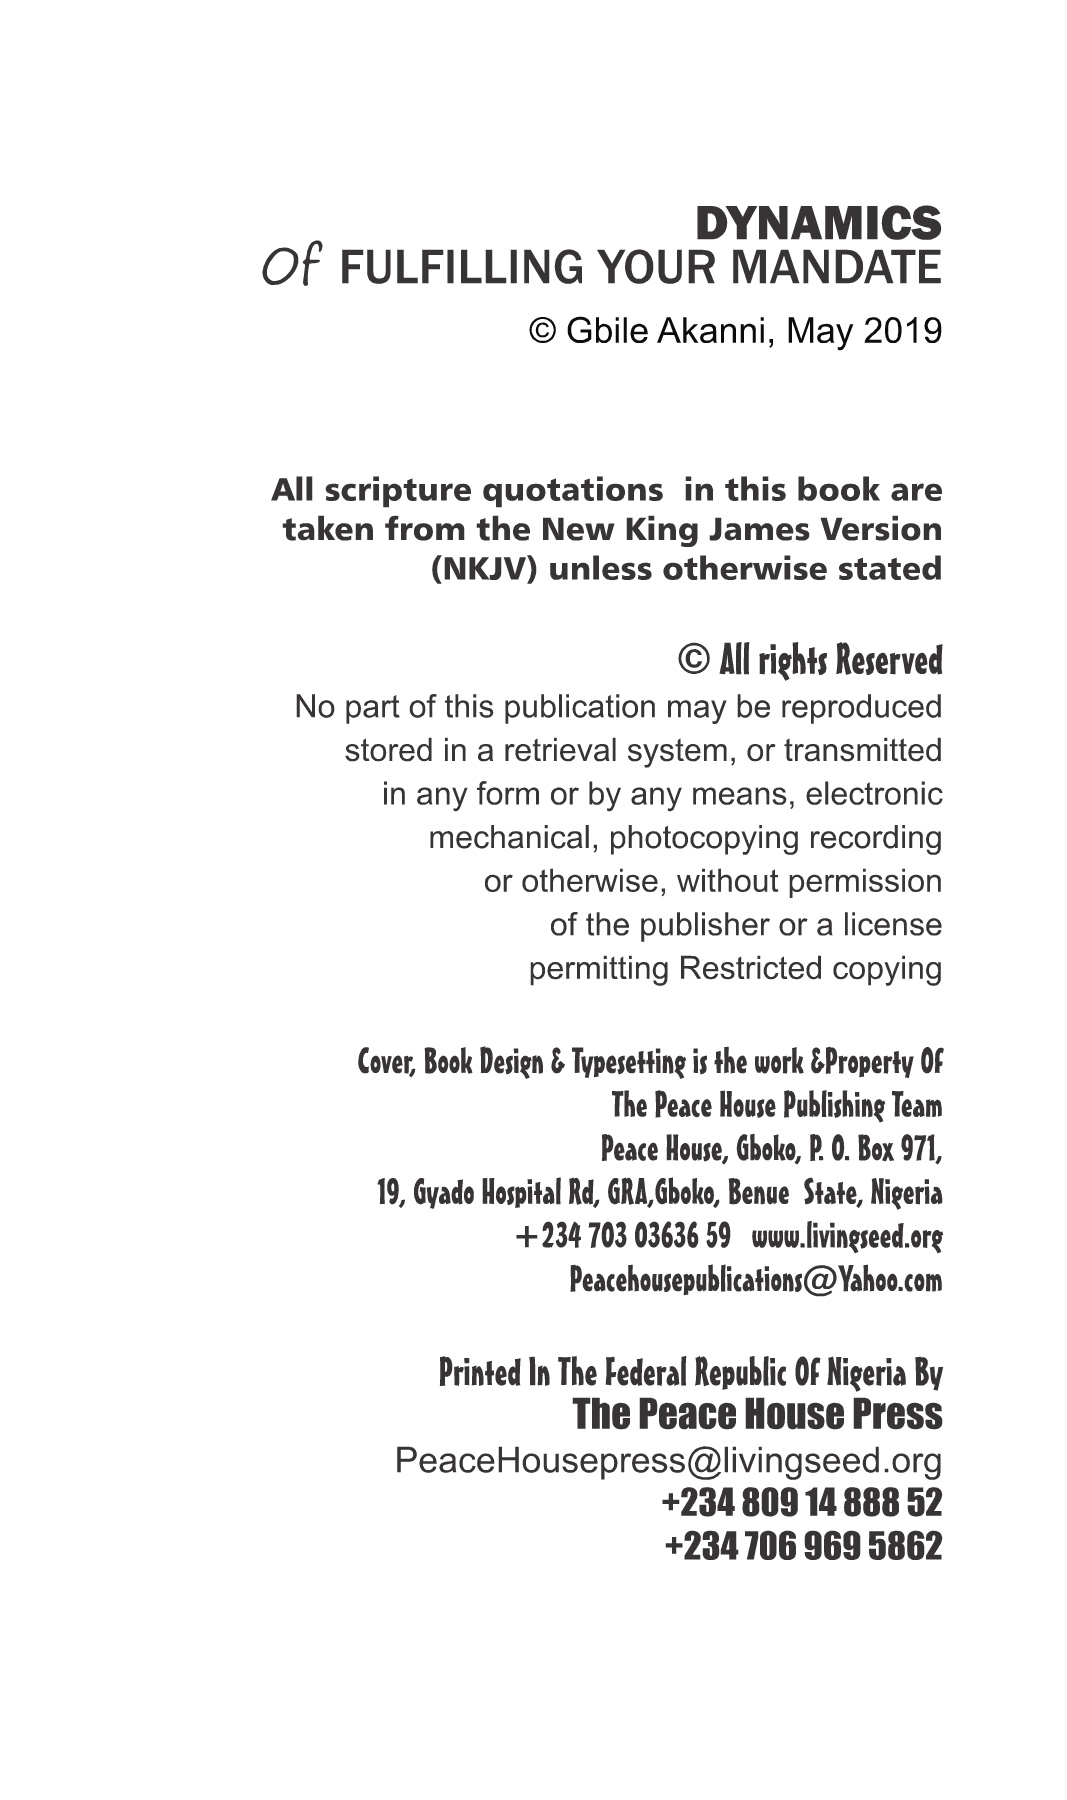 DYNAMICS
Of FULFILLING YOUR MANDATE
© Gbile Akanni, May 2019
All scripture quotations in this book are
taken from the New King James Version
(NKJV) unless otherwise stated
© All rights Reserved
No part of this publication may be reproduced
stored in a retrieval system, or transmitted
in any form or by any means, electronic
mechanical, photocopying recording
or otherwise, without permission
of the publisher or a license
permitting Restricted copying
Cover, Book Design & Typesetting is the work &Property Of
The Peace House Publishing Team
Peace House, Gboko, P. O. Box 971,
19, Gyado Hospital Rd, GRA,Gboko, Benue State, Nigeria
+234 703 03636 59 www.livingseed.org
Peacehousepublications@Yahoo.com
Printed In The Federal Republic Of Nigeria By
The Peace House Press
PeaceHousepress@livingseed.org
+234 809 14 888 52
+234 706 969 5862